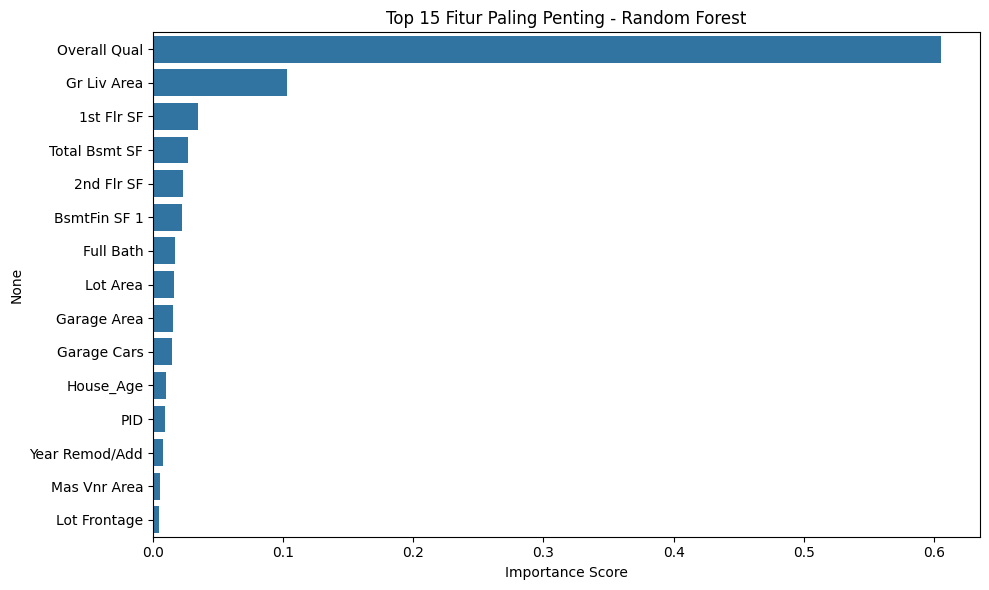 Top 15 Fitur Paling Penting - Random Forest
Overall Qual
Gr Liv Area
1st Flr SF
Total Bsmt SF
2nd Flr SF
BsmtFin SF 1
Full Bath
Lot Area
Garage Area
Garage Cars
House_Age
PID
Year Remod/Add
Mas Vnr Area
Lot Frontage
None
0.0 0.1 0.2 0.3 0.4 0.5 0.6
Importance Score